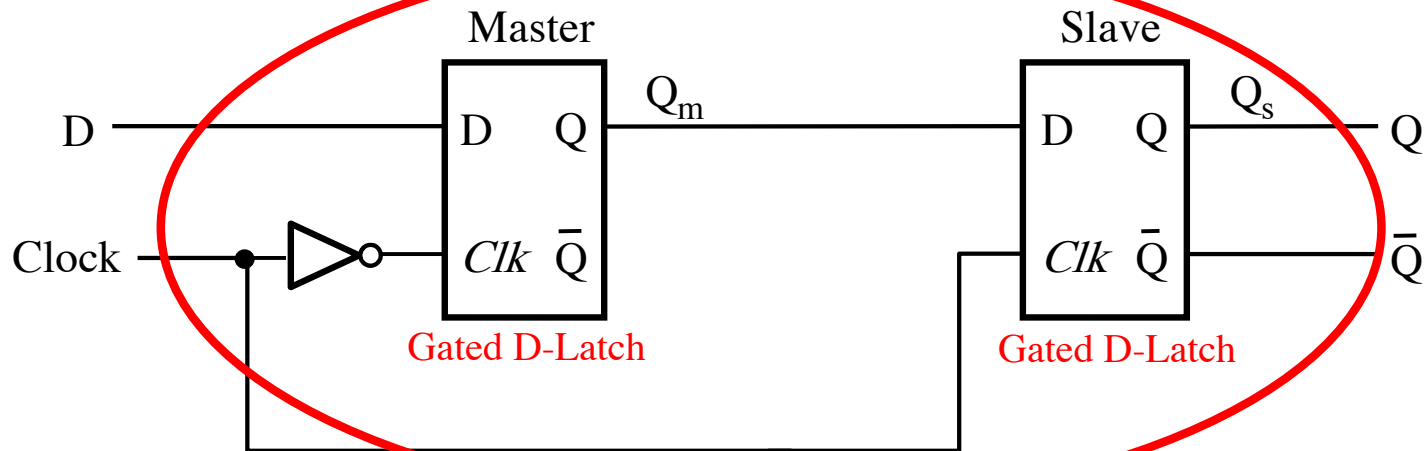 Master Slave
Qm Qs
D D Q D Q Q
Clock Clk Q̄ Clk Q̄ Q̄
Gated D-Latch Gated D-Latch